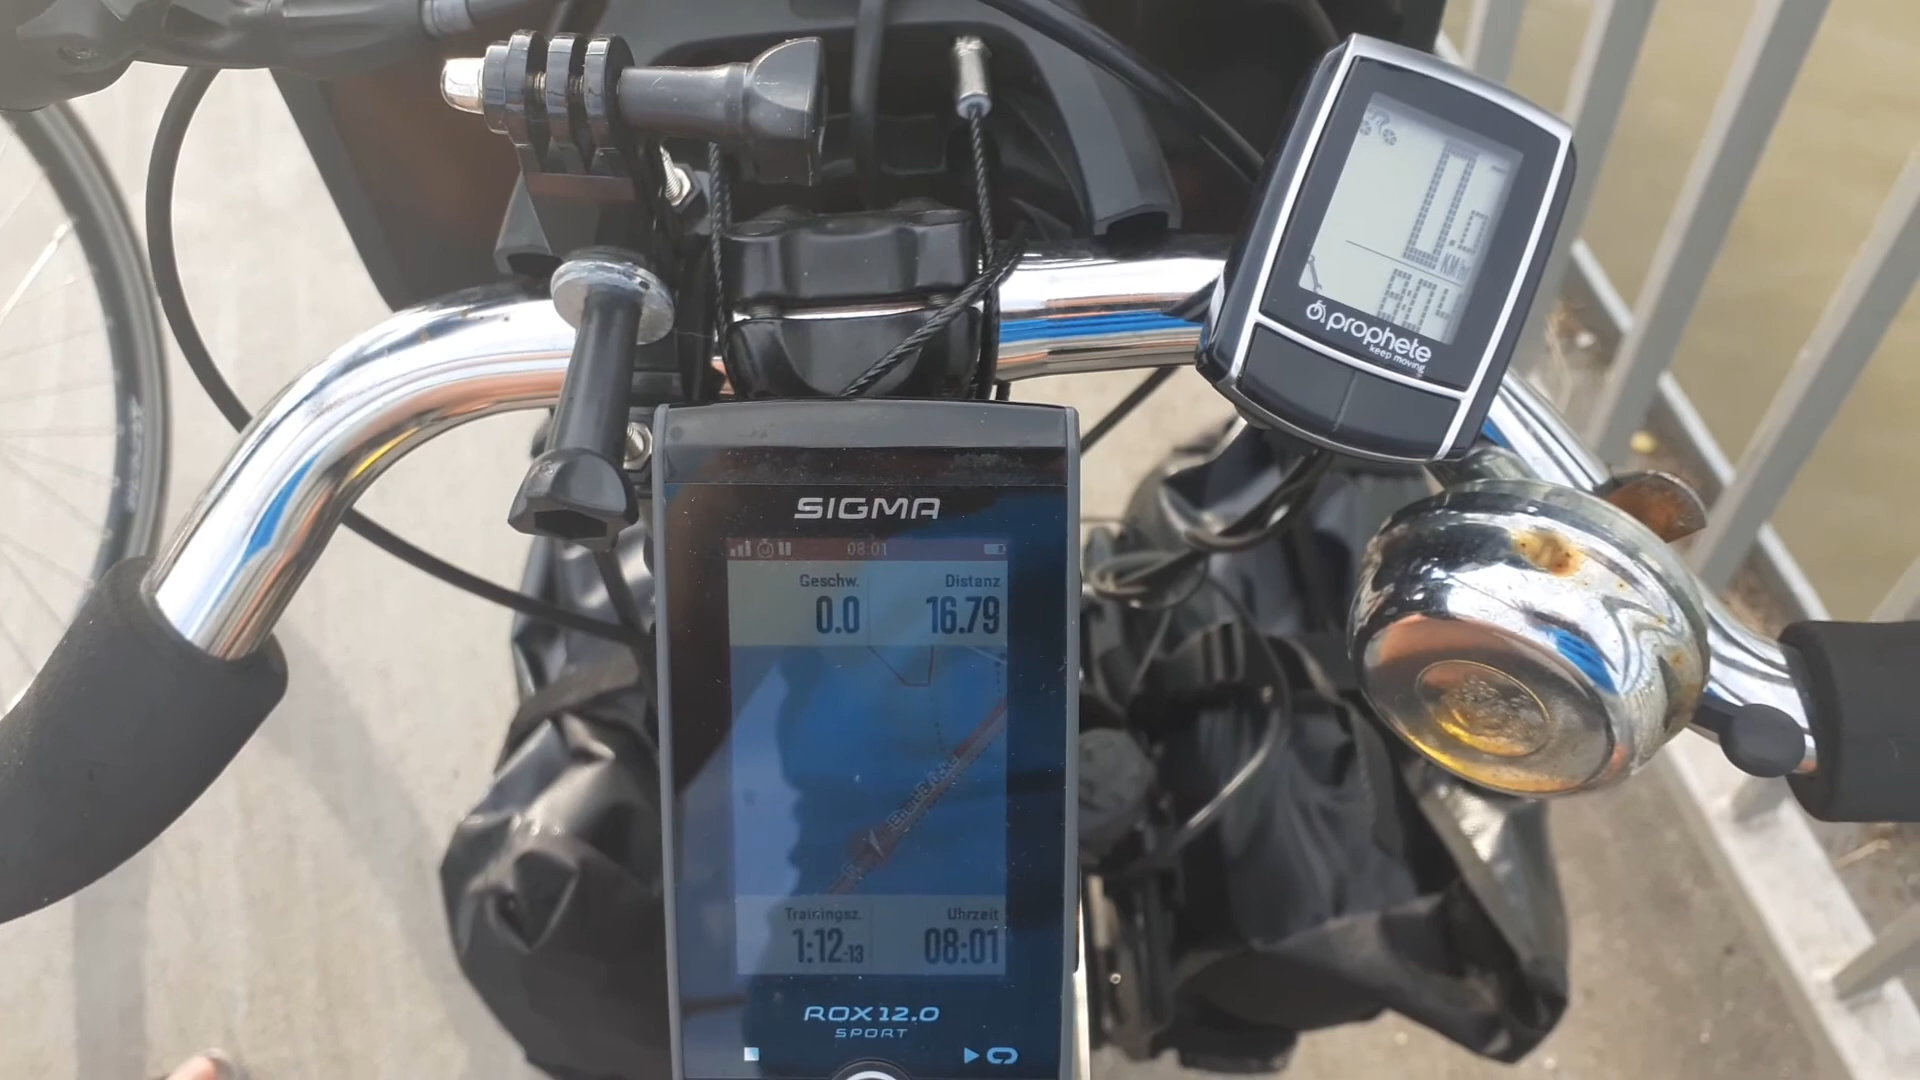 prophete
keep moving
SIGMA
08:01
Geschw. Distanz
0.0 16.79
Trainingsz. Uhrzeit
1:12:13 08:01
ROX 12.0
SPORT